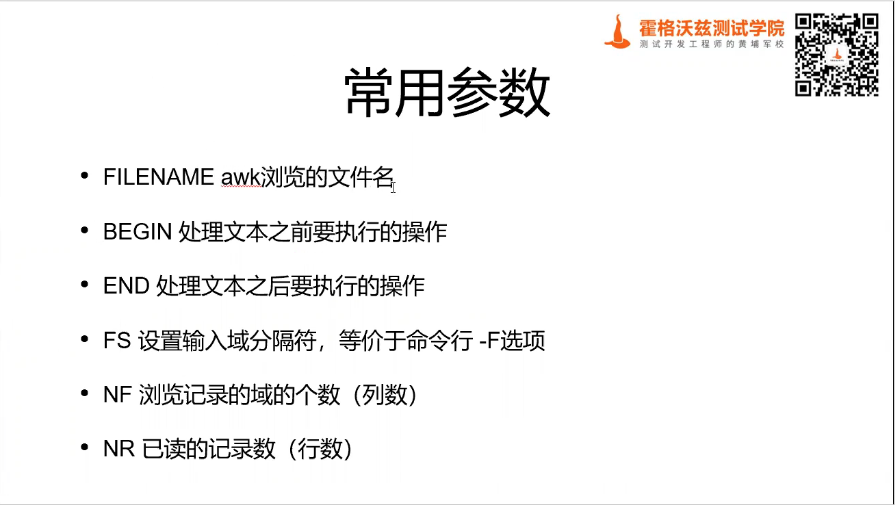 霍格沃兹测试学院
测试开发工程师的黄埔军校
常用参数
• FILENAME awk浏览的文件名
• BEGIN 处理文本之前要执行的操作
• END 处理文本之后要执行的操作
• FS 设置输入域分隔符，等价于命令行 -F选项
• NF 浏览记录的域的个数（列数）
• NR 已读的记录数（行数）